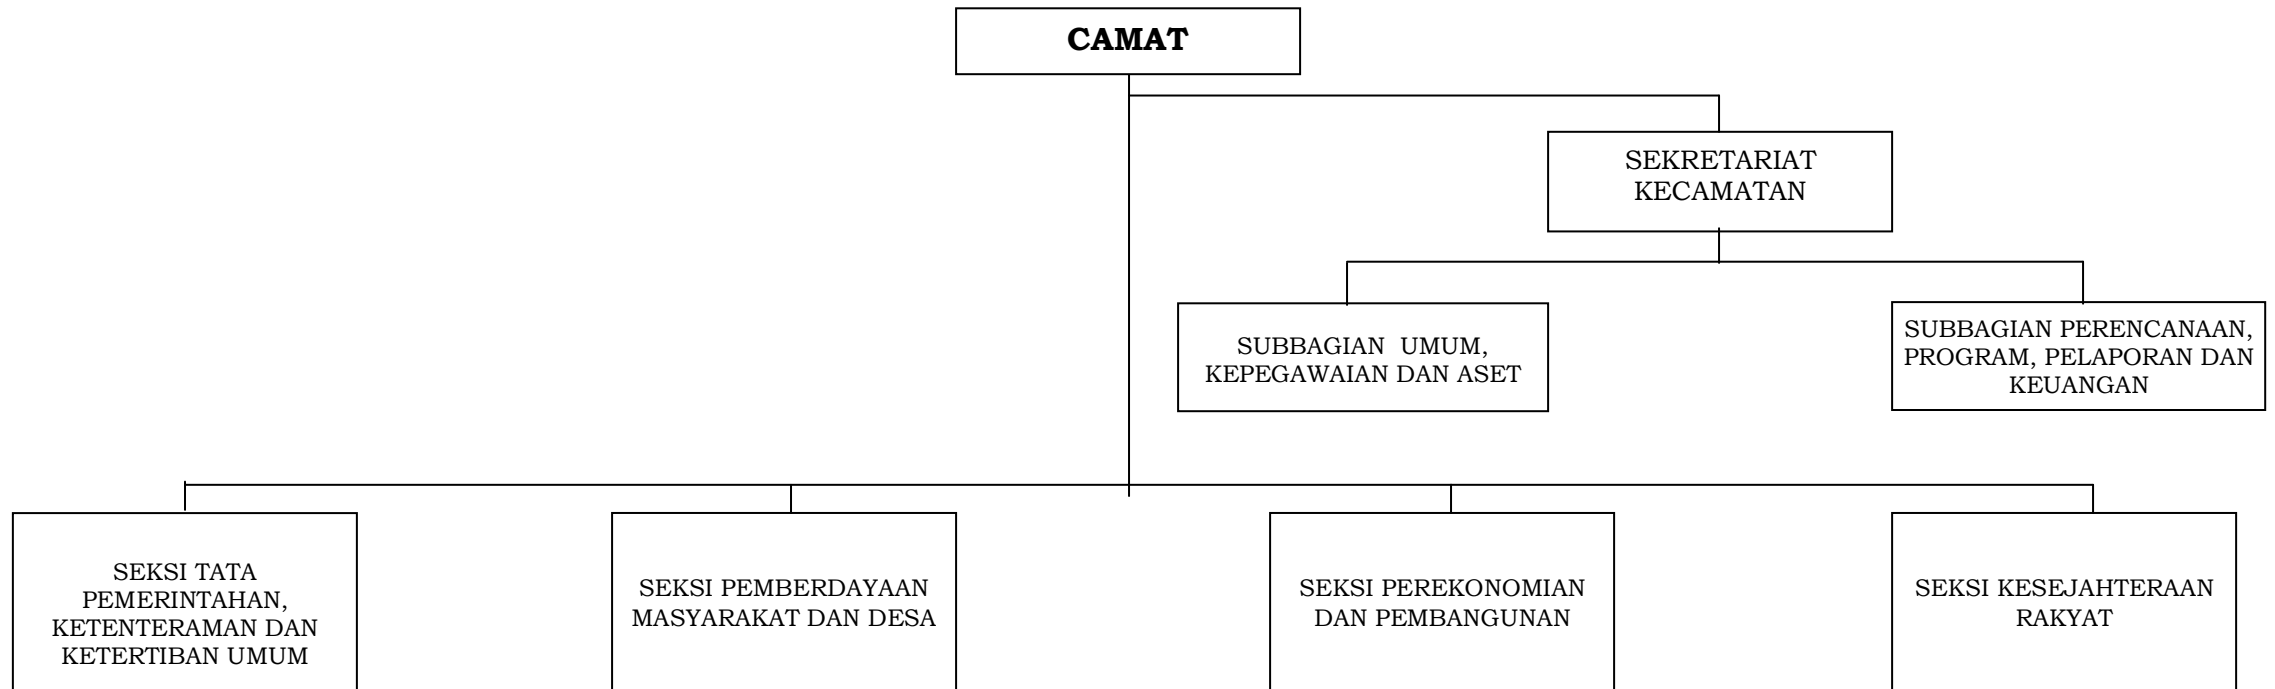 CAMAT
SEKRETARIAT
KECAMATAN
SUBBAGIAN UMUM,
KEPEGAWAIAN DAN ASET
SUBBAGIAN PERENCANAAN,
PROGRAM, PELAPORAN DAN
KEUANGAN
SEKSI TATA
PEMERINTAHAN,
KETENTERAMAN DAN
KETERTIBAN UMUM
SEKSI PEMBERDAYAAN
MASYARAKAT DAN DESA
SEKSI PEREKONOMIAN
DAN PEMBANGUNAN
SEKSI KESEJAHTERAAN
RAKYAT